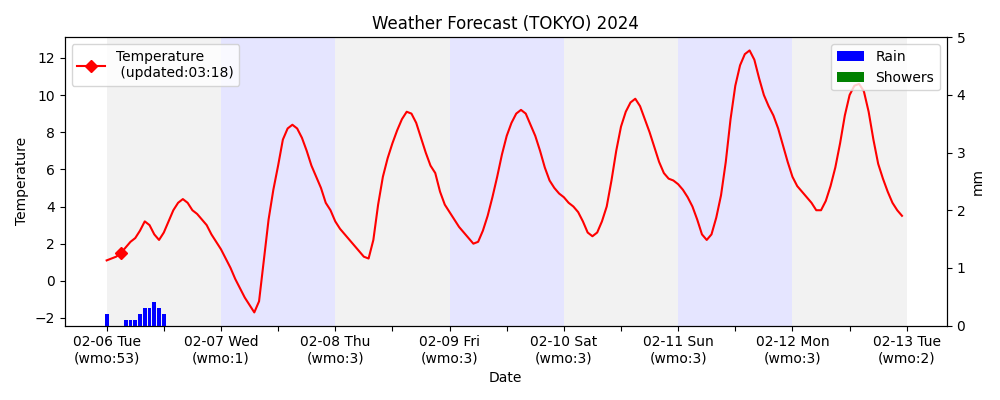 Weather Forecast (TOKYO) 2024
Temperature
(updated:03:18)
Rain
Showers
12
10
8
6
4
2
0
−2
Temperature
5
4
3
2
1
0
mm
02-06 Tue
(wmo:53)
02-07 Wed
(wmo:1)
02-08 Thu
(wmo:3)
02-09 Fri
(wmo:3)
02-10 Sat
(wmo:3)
02-11 Sun
(wmo:3)
02-12 Mon
(wmo:3)
02-13 Tue
(wmo:2)
Date